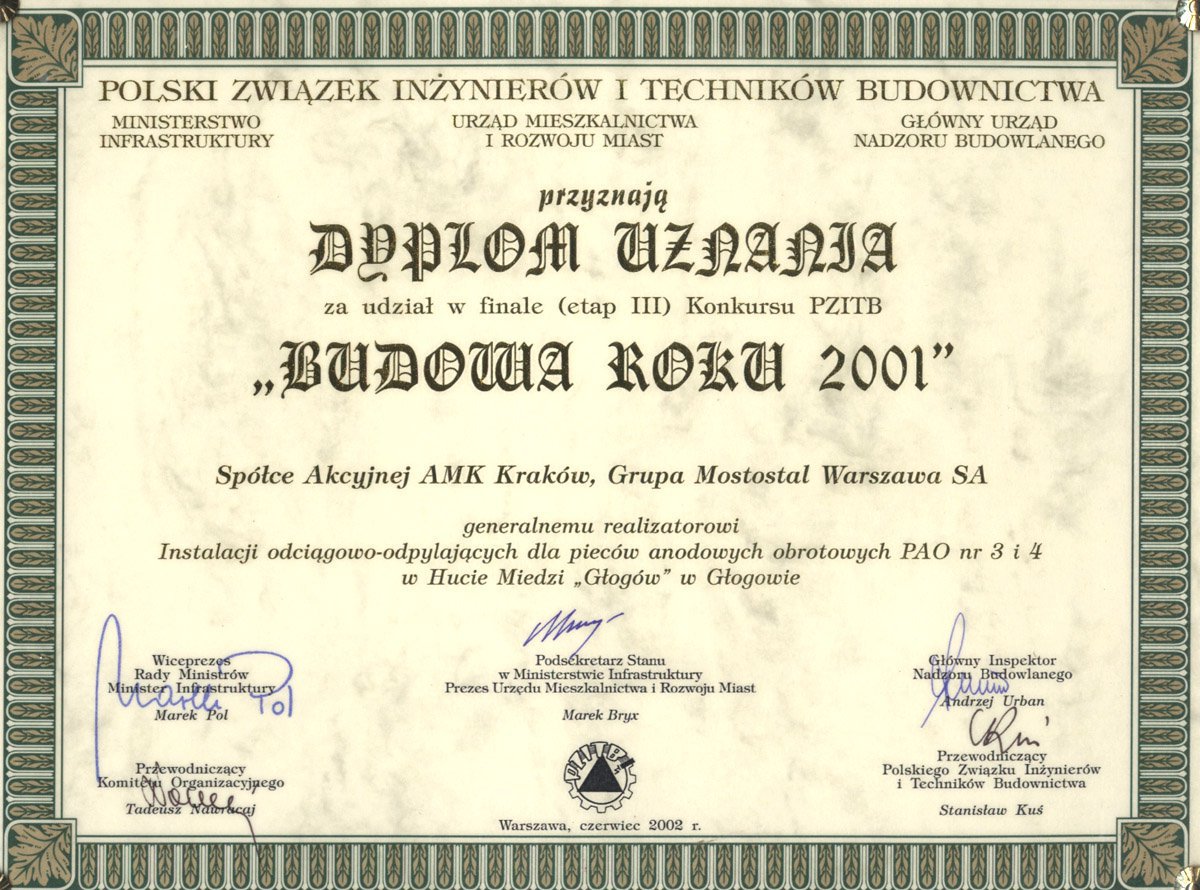 POLSKI ZWIĄZEK INŻYNIERÓW I TECHNIKÓW BUDOWNICTWA
MINISTERSTWO
INFRASTRUKTURY
URZĄD MIESZKALNICTWA
I ROZWOJU MIAST
GŁÓWNY URZĄD
NADZORU BUDOWLANEGO
przyznają
DYPLOM UZNANIA
za udział w finale (etap III) Konkursu PZITB
„BUDOWA ROKU 2001”
Spółce Akcyjnej AMK Kraków, Grupa Mostostal Warszawa SA
generalnemu realizatorowi
Instalacji odciągowo-odpylających dla pieców anodowych obrotowych PAO nr 3 i 4
w Hucie Miedzi „Głogów” w Głogowie
Wiceprezes
Rady Ministrów
Minister Infrastruktury
Marek Pol
Marek Pol
Podsekretarz Stanu
w Ministerstwie Infrastruktury
Prezes Urzędu Mieszkalnictwa i Rozwoju Miast
Marek Bryx
Główny Inspektor
Nadzoru Budowlanego
Andrzej Urban
Przewodniczący
Komitetu Organizacyjnego
Tadeusz Nawracaj
Przewodniczący
Polskiego Związku Inżynierów
i Techników Budownictwa
Stanisław Kuś
PZITB
Warszawa, czerwiec 2002 r.